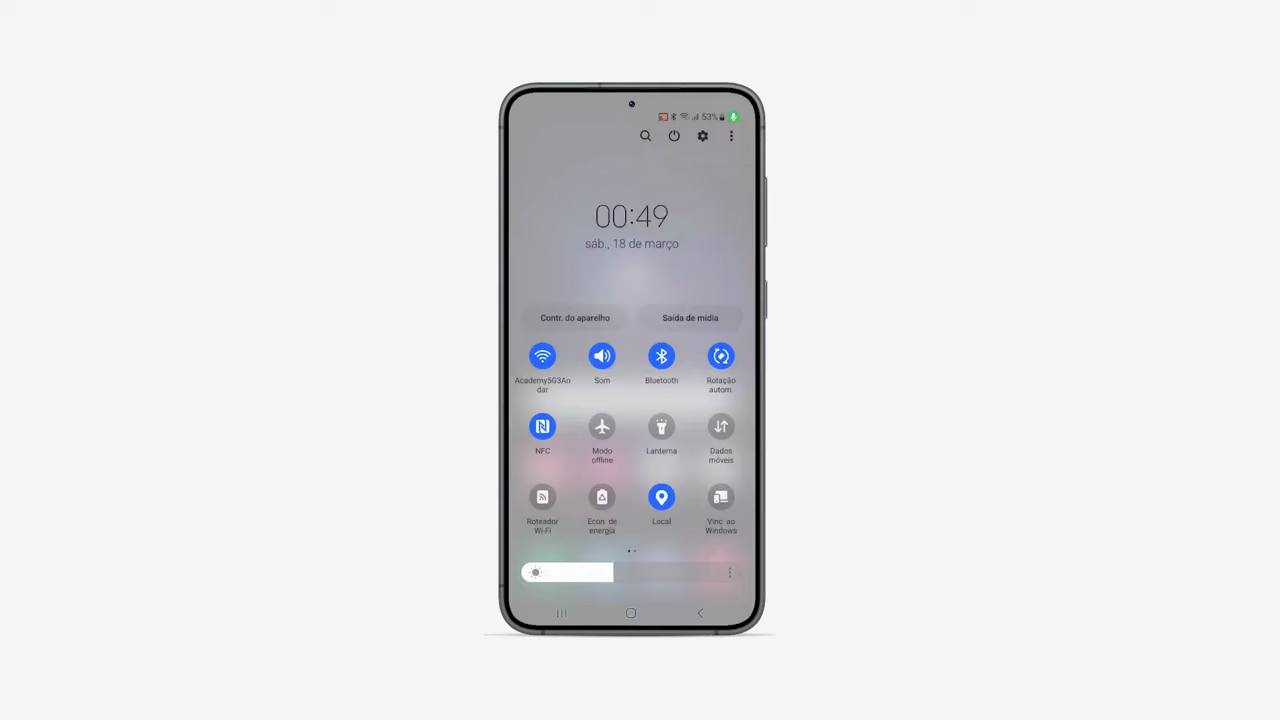 53%
00:49
sáb., 18 de março
Contr. do aparelho
Saída de mídia
Academy5G3An
dar
Som
Bluetooth
Rotação
autom.
NFC
Modo
offline
Lanterna
Dados
móveis
Roteador
Wi-Fi
Econ. de
energia
Local
Vinc. ao
Windows